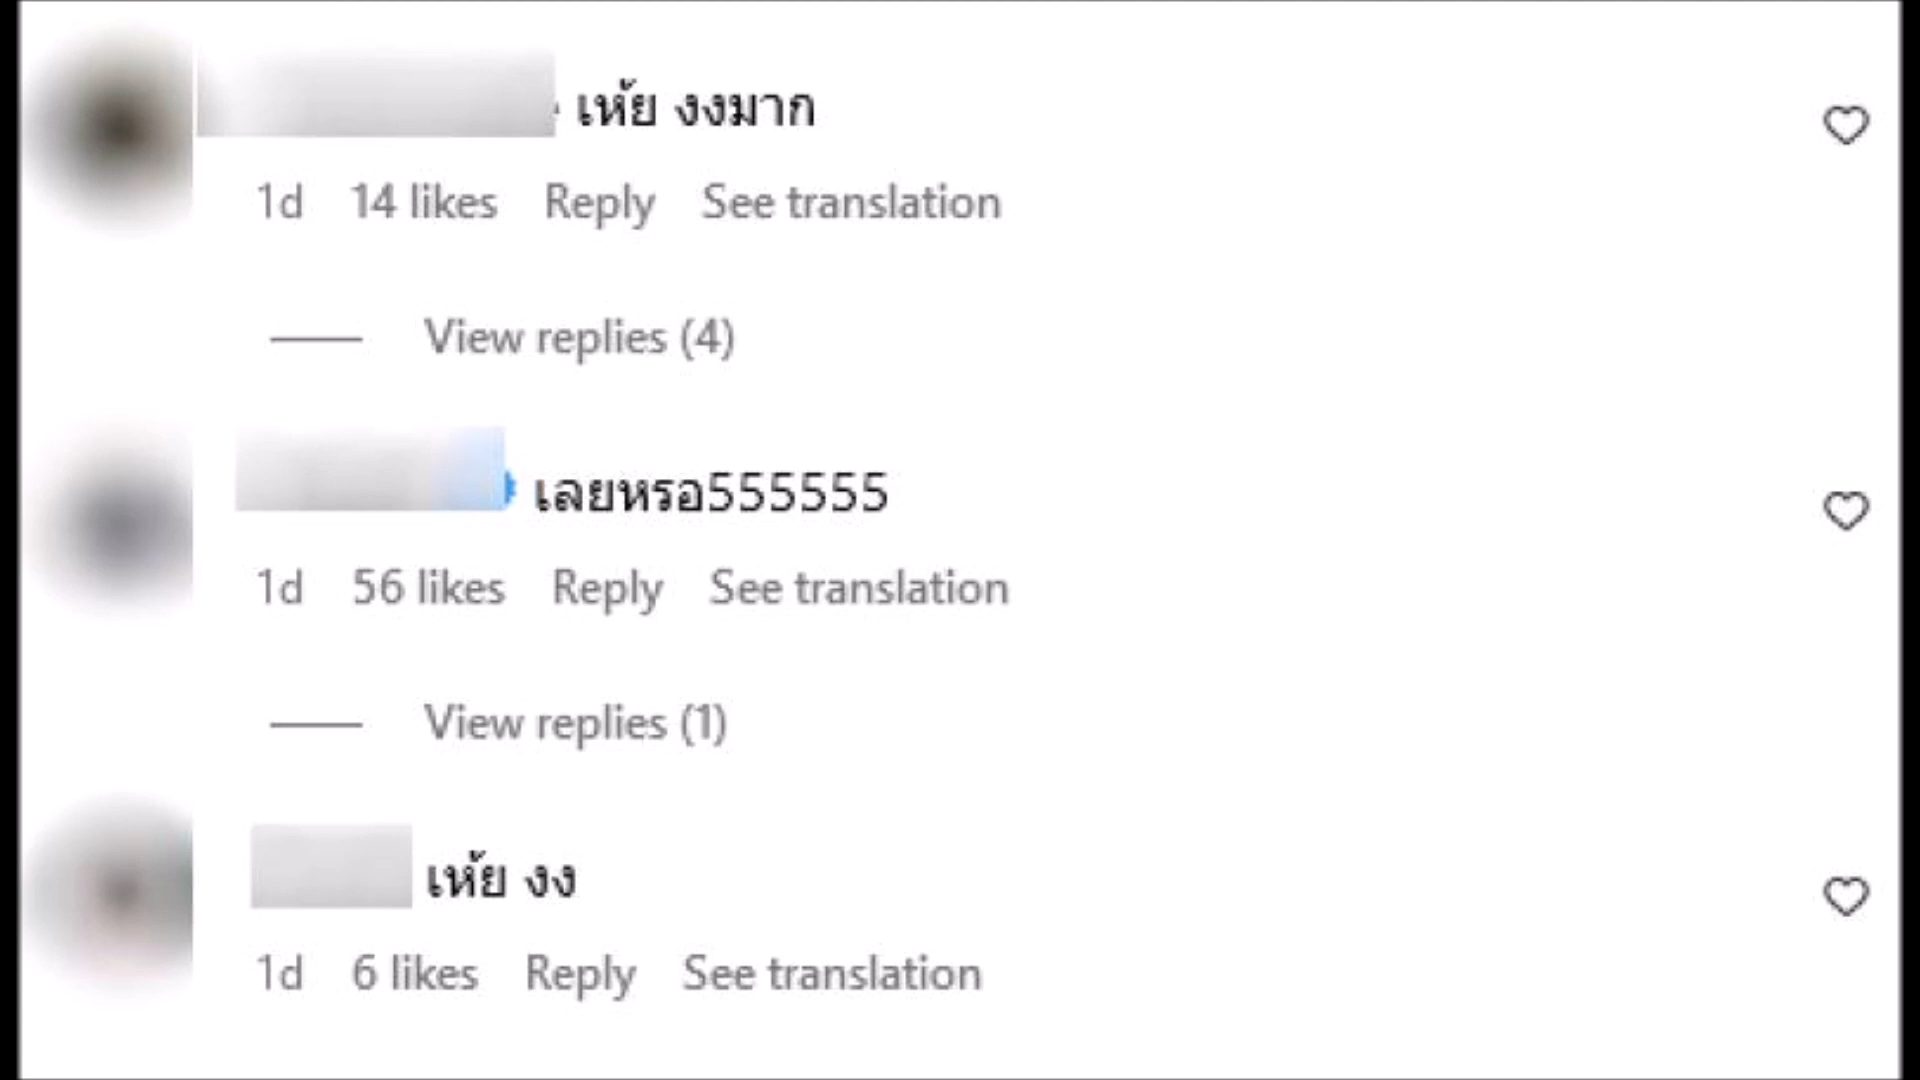 เห้ย งงมาก
1d 14 likes Reply See translation
View replies (4)
เลยหรอ555555
1d 56 likes Reply See translation
View replies (1)
เห้ย งง
1d 6 likes Reply See translation